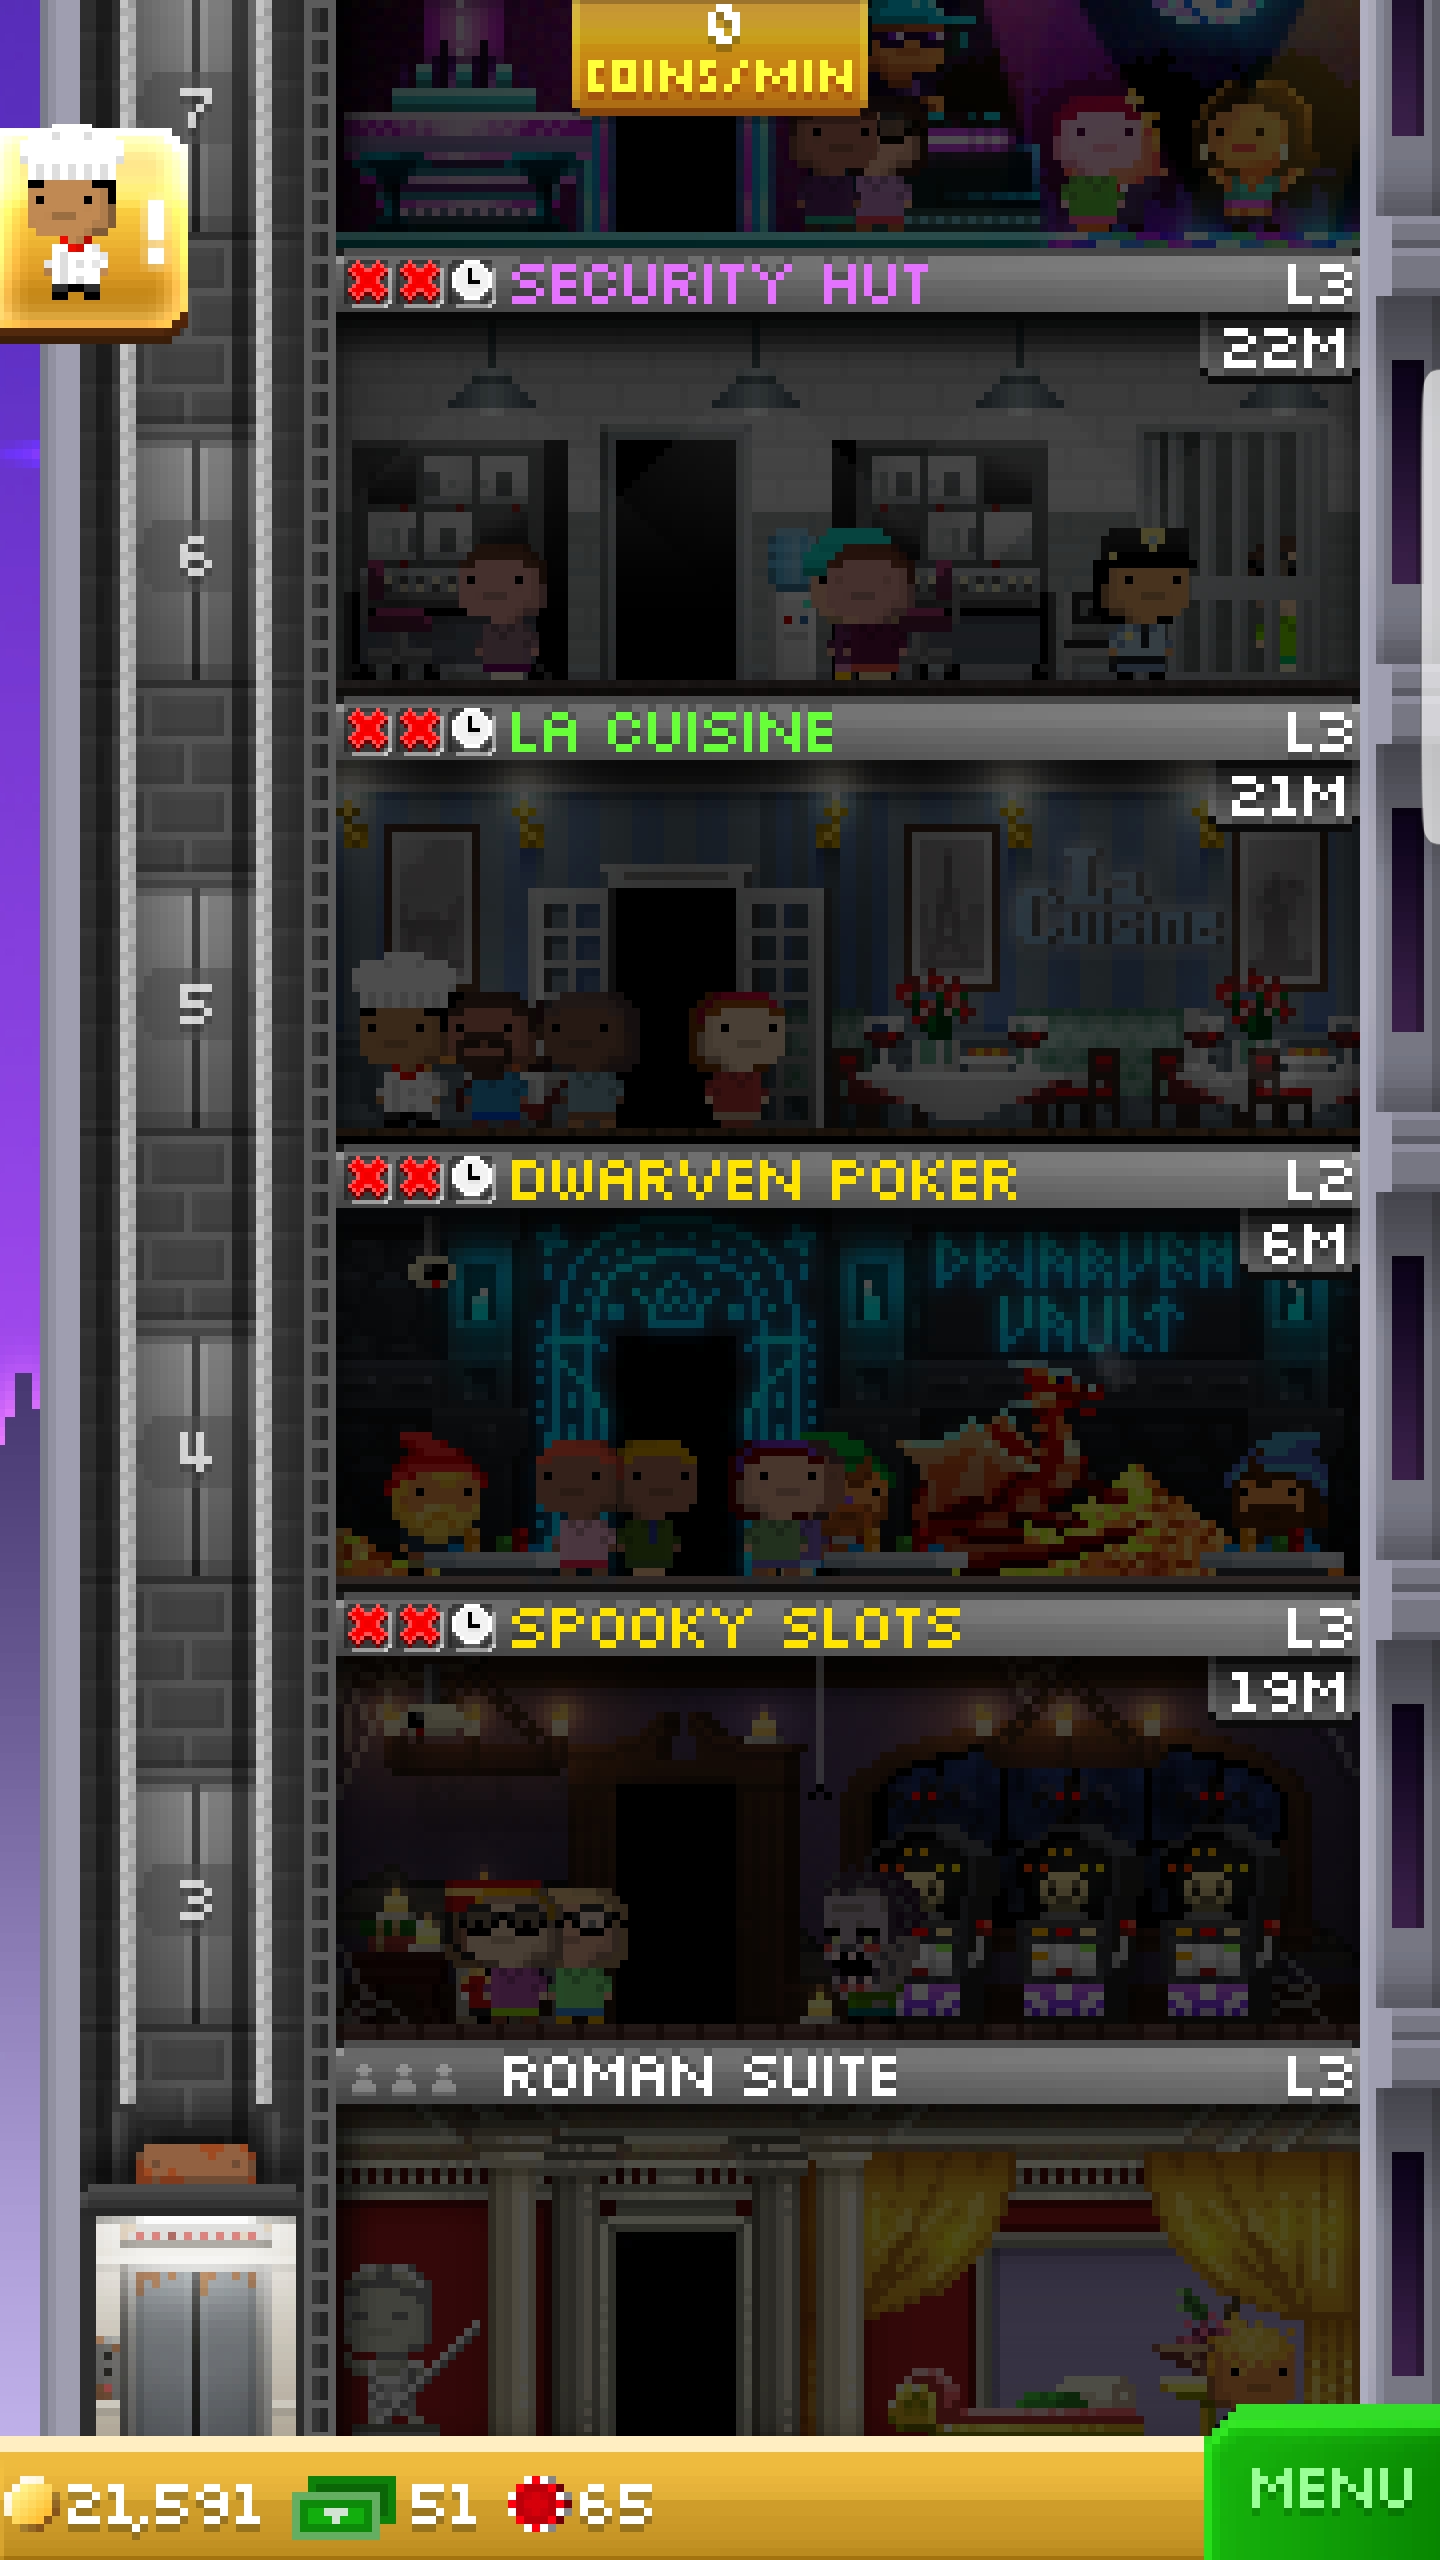 0
COINS/MIN
7
!
SECURITY HUT L3
22M
6
LA CUISINE L3
21M
La
Cuisine
5
DWARVEN POKER L2
6M
DWARVEN
VAULT
4
SPOOKY SLOTS L3
19M
3
ROMAN SUITE L3
21,591 51 65
MENU